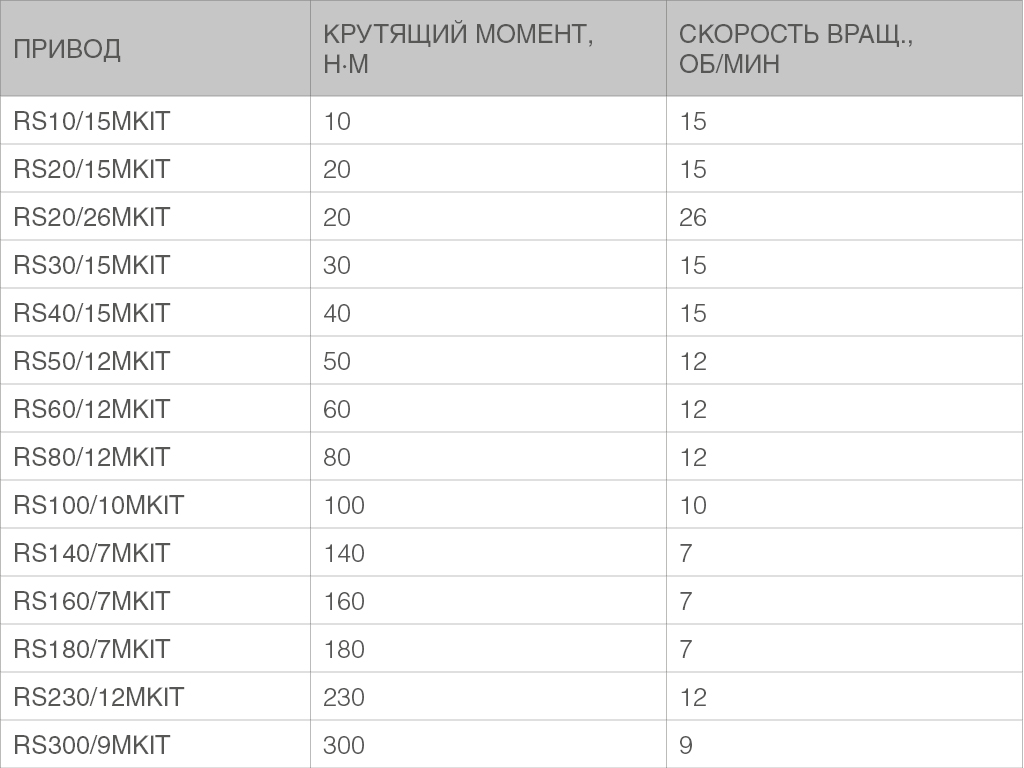 ПРИВОД КРУТЯЩИЙ МОМЕНТ, Н·М СКОРОСТЬ ВРАЩ., ОБ/МИН
RS10/15MKIT 10 15
RS20/15MKIT 20 15
RS20/26MKIT 20 26
RS30/15MKIT 30 15
RS40/15MKIT 40 15
RS50/12MKIT 50 12
RS60/12MKIT 60 12
RS80/12MKIT 80 12
RS100/10MKIT 100 10
RS140/7MKIT 140 7
RS160/7MKIT 160 7
RS180/7MKIT 180 7
RS230/12MKIT 230 12
RS300/9MKIT 300 9